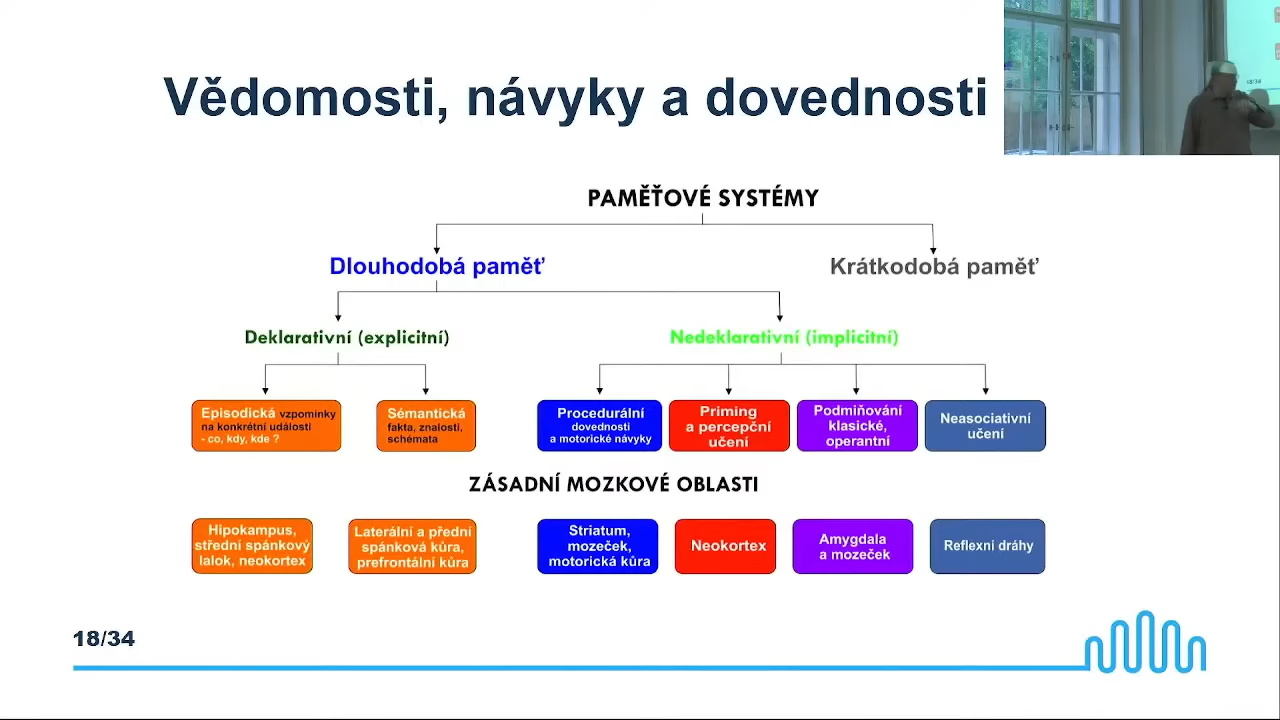 Vědomosti, návyky a dovednosti
18/34
PAMĚŤOVÉ SYSTÉMY
Dlouhodobá paměť
Krátkodobá paměť
Deklarativní (explicitní)
Nedeklarativní (implicitní)
Episodická vzpomínky
na konkrétní události
- co, kdy, kde ?
Sémantická
fakta, znalosti,
schémata
Procedurální
dovednosti
a motorické návyky
Priming
a percepční
učení
Podmiňování
klasické,
operantní
Neasociativní
učení
ZÁSADNÍ MOZKOVÉ OBLASTI
Hipokampus,
střední spánkový
lalok, neokortex
Laterální a přední
spánková kůra,
prefrontální kůra
Striatum,
mozeček,
motorická kůra
Neokortex
Amygdala
a mozeček
Reflexní dráhy
18/34